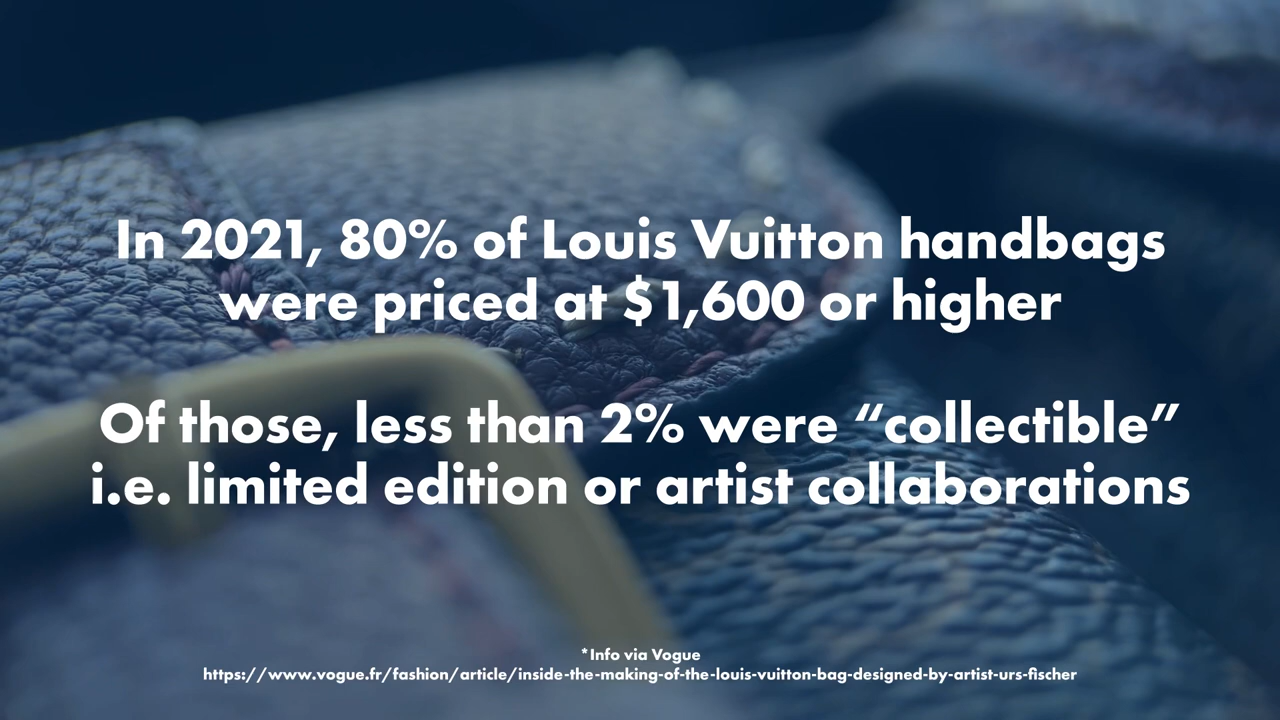 In 2021, 80% of Louis Vuitton handbags
were priced at $1,600 or higher
Of those, less than 2% were “collectible”
i.e. limited edition or artist collaborations
*Info via Vogue
https://www.vogue.fr/fashion/article/inside-the-making-of-the-louis-vuitton-bag-designed-by-artist-urs-fischer